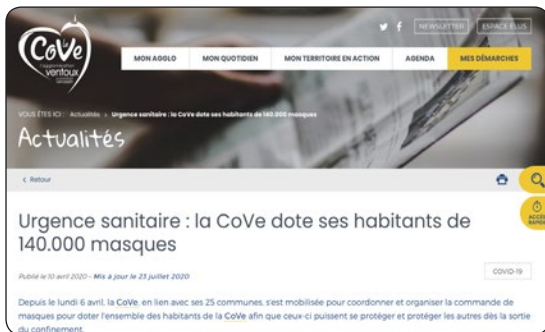 NEWSLETTER ESPACE ÉLUS
la
CoVe
l'agglomération
ventoux
MON AGGLO MON QUOTIDIEN MON TERRITOIRE EN ACTION AGENDA MES DÉMARCHES
VOUS ÊTES ICI : Actualités > Urgence sanitaire : la CoVe dote ses habitants de 140.000 masques
Actualités
< Retour
ACCÈS
RAPIDE
Urgence sanitaire : la CoVe dote ses habitants de
140.000 masques
Publié le 10 avril 2020 - Mis à jour le 23 juillet 2020
COVID-19
Depuis le lundi 6 avril, la CoVe, en lien avec ses 25 communes, s'est mobilisée pour coordonner et organiser la commande de
masques pour doter l'ensemble des habitants de la CoVe afin que ceux-ci puissent se protéger et protéger les autres dès la sortie
du confinement.